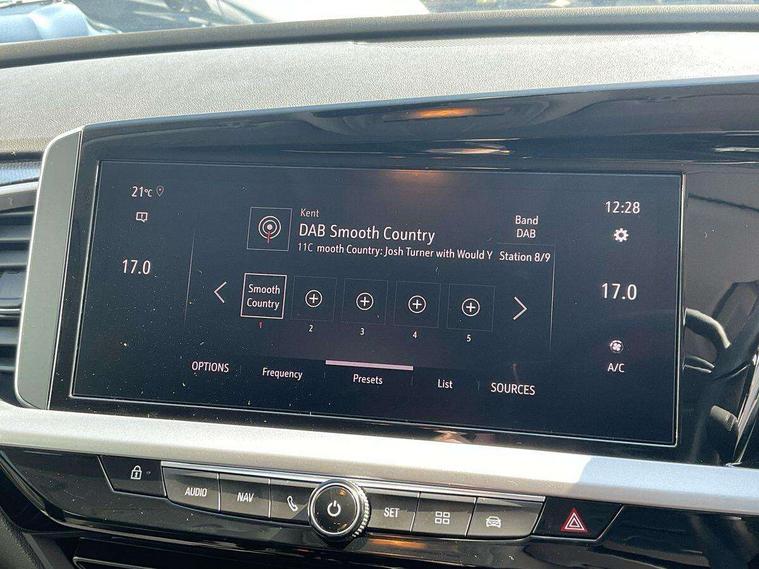 21°C
12:28
Kent
DAB Smooth Country
Band
DAB
11C mooth Country: Josh Turner with Would Y
Station 8/9
17.0
17.0
Smooth
Country
1
2
3
4
5
A/C
OPTIONS
Frequency
Presets
List
SOURCES
AUDIO
NAV
SET